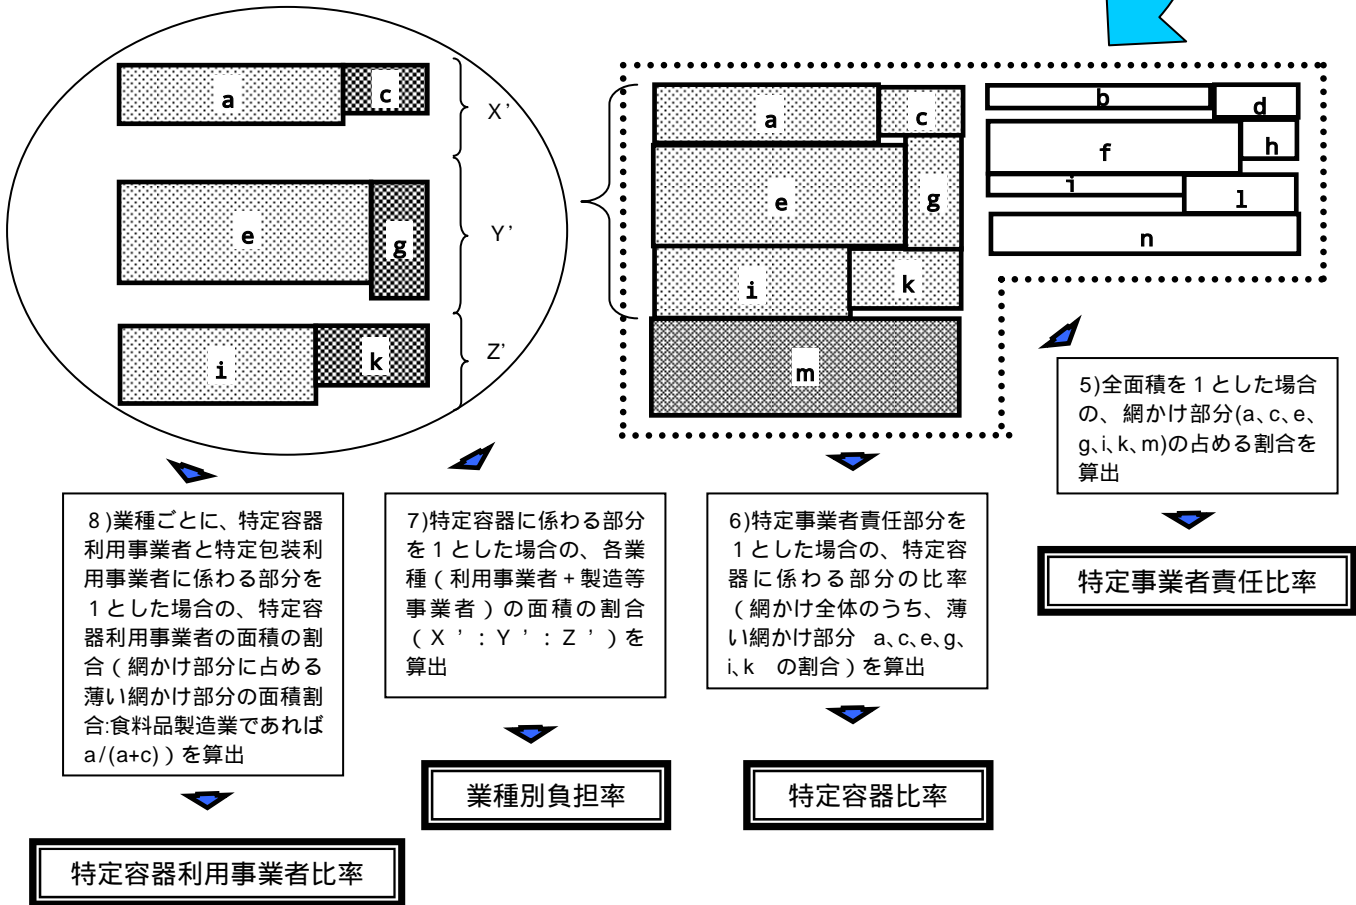 a
c
X'
e
g
Y'
i
k
Z'
a
c
e
g
i
k
m
b
d
f
h
i
l
n
5)全面積を1とした場合
の、網かけ部分(a、c、e、
g、i、k、m)の占める割合を
算出
特定事業者責任比率
6)特定事業者責任部分を
1とした場合の、特定容
器に係わる部分の比率
（網かけ全体のうち、薄
い網かけ部分 a、c、e、g、
i、k の割合）を算出
特定容器比率
7)特定容器に係わる部分
を1とした場合の、各業
種（利用事業者+製造等
事業者）の面積の割合
（X'：Y'：Z'）を
算出
業種別負担率
8)業種ごとに、特定容器
利用事業者と特定包装利
用事業者に係わる部分を
1とした場合の、特定容
器利用事業者の面積の割
合（網かけ部分に占める
薄い網かけ部分の面積割
合:食料品製造業であれば
a/(a+c)）を算出
特定容器利用事業者比率